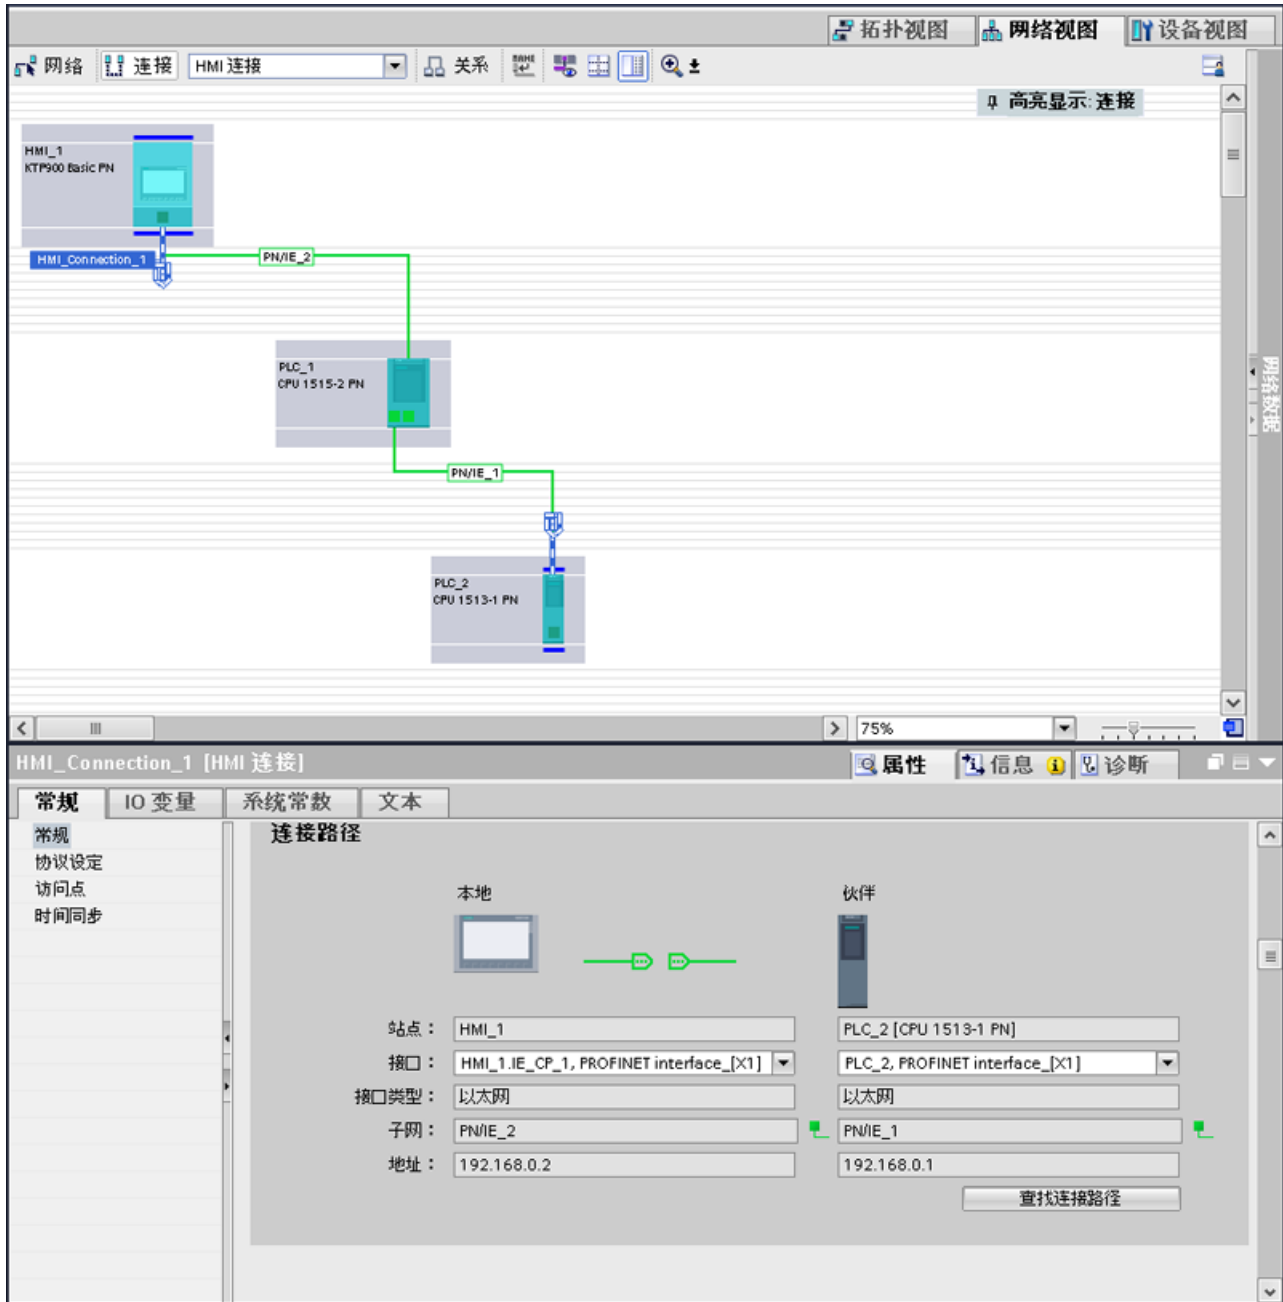 拓扑视图 网络视图 设备视图
网络 连接 HMI 连接 关系
高亮显示: 连接
HMI_1
KTP900 Basic PN
HMI_Connection_1
PN/IE_2
PLC_1
CPU 1515-2 PN
网络数据
PN/IE_1
PLC_2
CPU 1513-1 PN
75%
HMI_Connection_1 [HMI 连接] 属性 信息 诊断
常规 IO 变量 系统常数 文本
常规
协议设定
访问点
时间同步
连接路径
本地 伙伴
站点: HMI_1 PLC_2 [CPU 1513-1 PN]
接口: HMI_1.IE_CP_1, PROFINET interface_[X1] PLC_2, PROFINET interface_[X1]
接口类型: 以太网 以太网
子网: PN/IE_2 PN/IE_1
地址: 192.168.0.2 192.168.0.1
查找连接路径